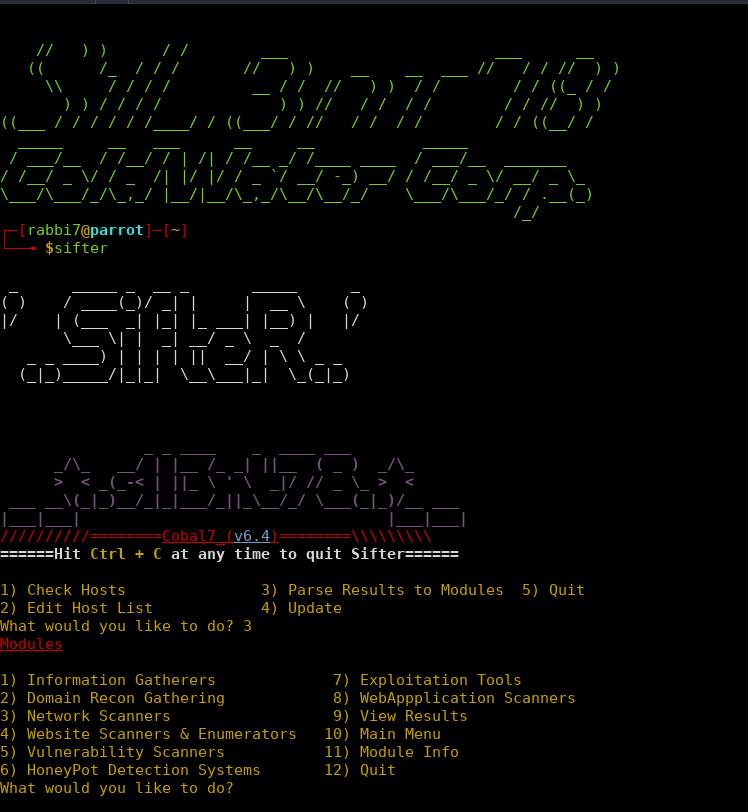 Corp.
┌─[rabbi7@parrot]─[~]
└──╼ $sifter
'.SifteR.'
//////////========Cobal7_(v6.4)========\\\\\\\\\
======Hit Ctrl + C at any time to quit Sifter======
1) Check Hosts 3) Parse Results to Modules 5) Quit
2) Edit Host List 4) Update
What would you like to do? 3
Modules
1) Information Gatherers 7) Exploitation Tools
2) Domain Recon Gathering 8) WebAppplication Scanners
3) Network Scanners 9) View Results
4) Website Scanners & Enumerators 10) Main Menu
5) Vulnerability Scanners 11) Module Info
6) HoneyPot Detection Systems 12) Quit
What would you like to do?